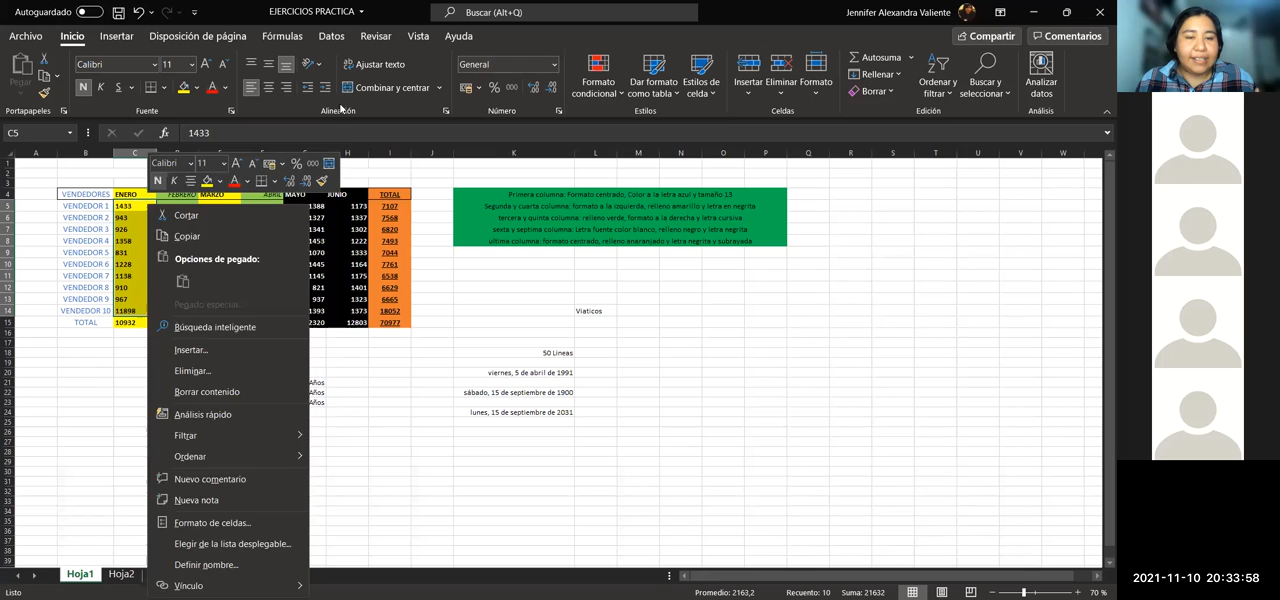 Autoguardado
EJERCICIOS PRACTICA
Buscar (Alt+Q)
Jennifer Alexandra Valiente
Archivo Inicio Insertar Disposición de página Fórmulas Datos Revisar Vista Ayuda
Compartir Comentarios
Pegar
Calibri 11
N K S
Ajustar texto
Combinar y centrar
General
% 000
Formato condicional
Dar formato como tabla
Estilos de celda
Insertar Eliminar Formato
Autosuma
Rellenar
Borrar
Ordenar y filtrar
Buscar y seleccionar
Analizar datos
Portapapeles Fuente Alineación Número Estilos Celdas Edición Análisis
C5 fx 1433
A B C H I J K L M N O P Q R S T U V W
Calibri 11 % 000
N K
VENDEDORES ENERO FEBRERO MARZO ABRIL MAYO JUNIO TOTAL
VENDEDOR 1 1433 1388 1173 7107
VENDEDOR 2 943 1327 1337 7568
VENDEDOR 3 926 1341 1302 6820
VENDEDOR 4 1358 1453 1222 7493
VENDEDOR 5 831 1070 1333 7044
VENDEDOR 6 1228 1445 1164 7761
VENDEDOR 7 1138 1145 1175 6538
VENDEDOR 8 910 821 1401 6629
VENDEDOR 9 967 937 1323 6665
VENDEDOR 10 11898 1393 1373 18052
TOTAL 10932 2320 12803 70977
Primera columna: Formato centrado, Color a la letra azul y tamaño 13
Segunda y cuarta columna: formato a la izquierda, relleno amarillo y letra en negrita
tercera y quinta columna: relleno verde, formato a la derecha y letra cursiva
sexta y septima columna: Letra fuente color blanco, relleno negro y letra negrita
ultima columna: formato centrado, relleno anaranjado y letra negrita y subrayada
Viaticos
50 Lineas
viernes, 5 de abril de 1991
sábado, 15 de septiembre de 1900
lunes, 15 de septiembre de 2031
Años
Años
Años
Cortar
Copiar
Opciones de pegado:
Pegado especial...
Búsqueda inteligente
Insertar...
Eliminar...
Borrar contenido
Análisis rápido
Filtrar
Ordenar
Nuevo comentario
Nueva nota
Formato de celdas...
Elegir de la lista desplegable...
Definir nombre...
Vínculo
Hoja1 Hoja2
Listo
Promedio: 2163,2 Recuento: 10 Suma: 21632
70 %
2021-11-10 20:33:58